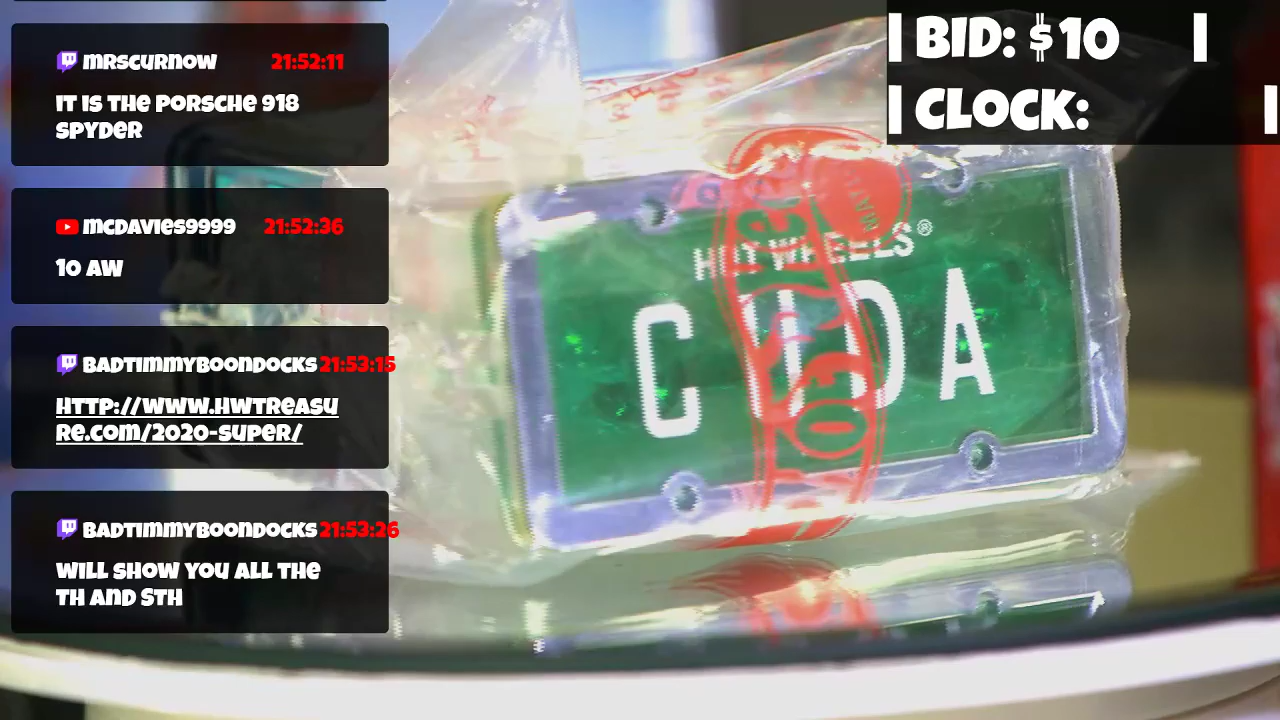 mrscurnow 21:52:11
IT IS THE PORSCHE 918
SPYDER
mcdavies9999 21:52:36
10 AW
BADTIMMYBOONDOCKS 21:53:15
HTTP://WWW.HWTREASU
RE.COM/2020-SUPER/
BADTIMMYBOONDOCKS 21:53:26
WILL SHOW YOU ALL THE
TH AND STH
| BID: $10 |
| CLOCK: |
HOT WHEELS®
CUDA